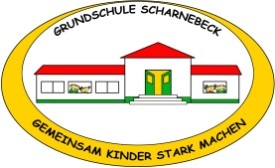 GRUNDSCHULE SCHARNEBECK
GEMEINSAM KINDER STARK MACHEN